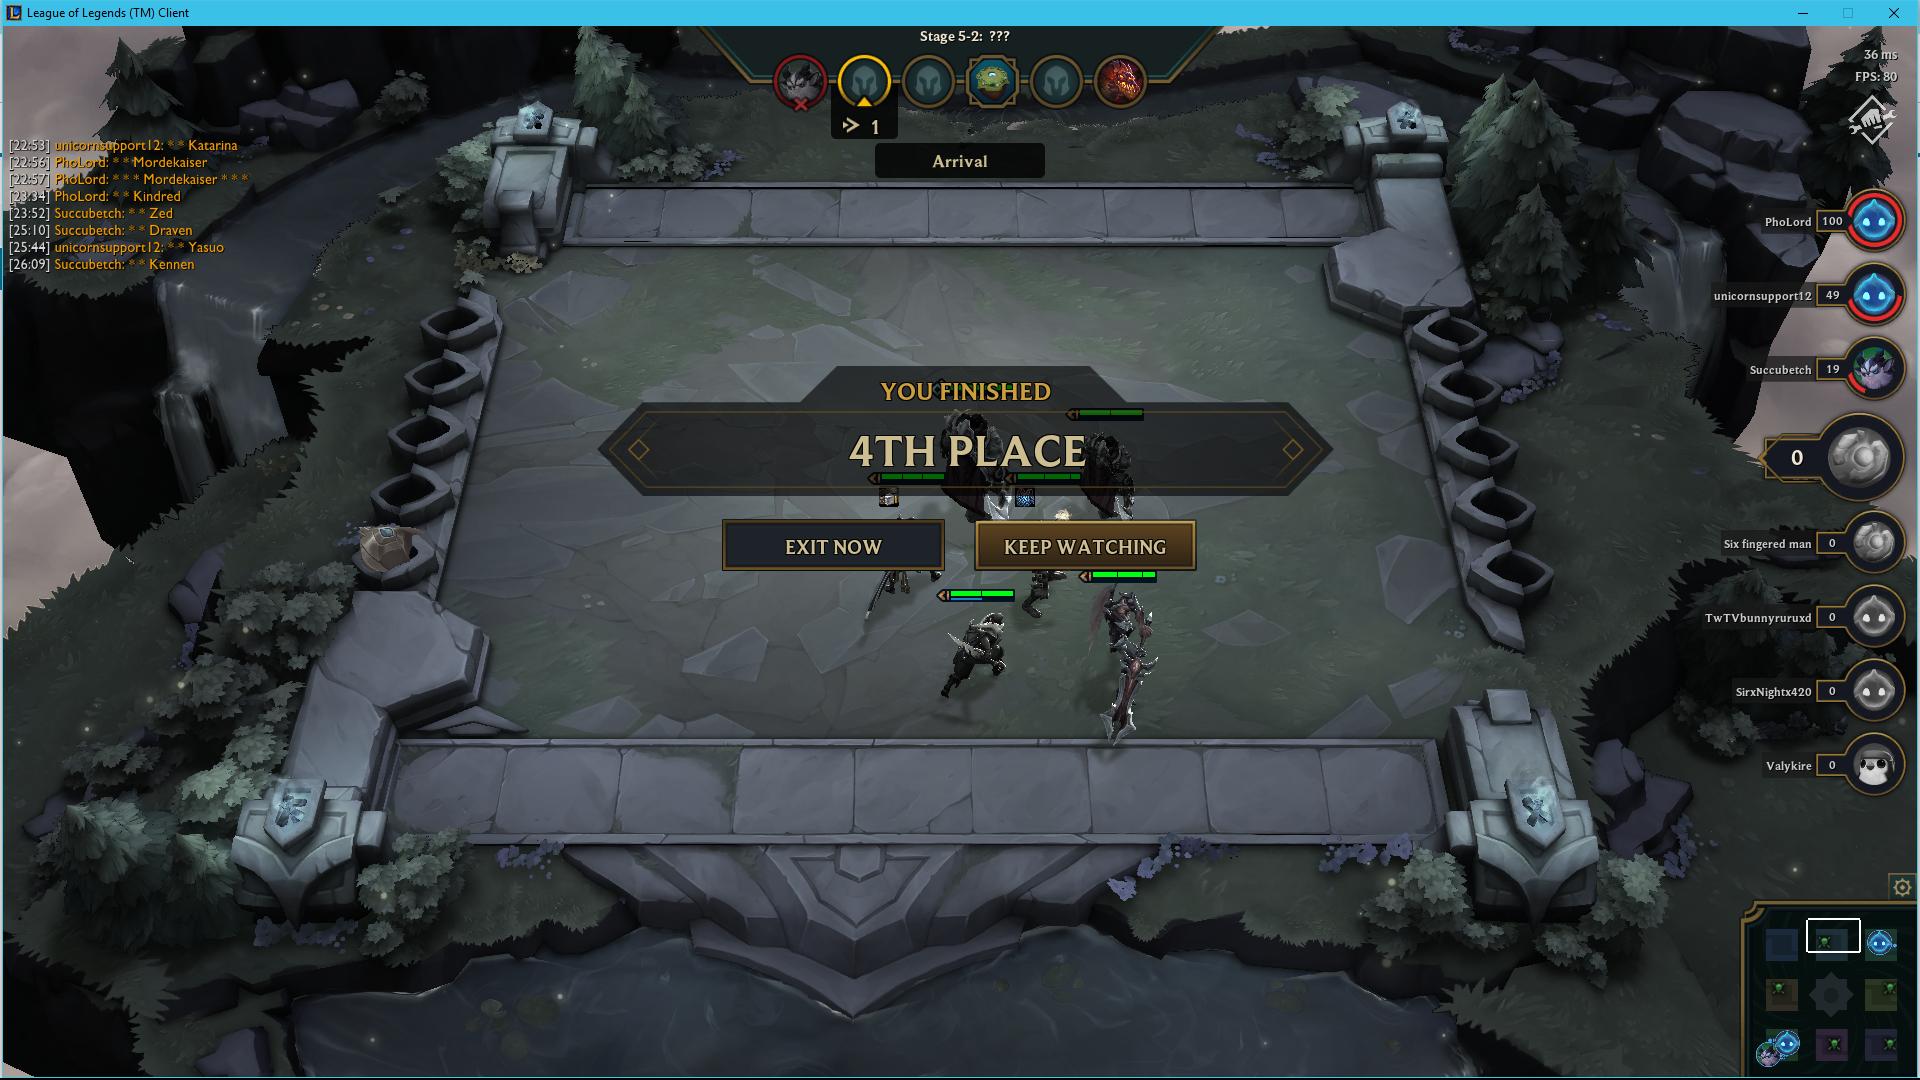 League of Legends (TM) Client
Stage 5-2: ???
36 ms
FPS: 80
1
Arrival
[22:53] unicornsupport12: * * Katarina
[22:56] PhoLord: * * Mordekaiser
[22:57] PhoLord: * * * Mordekaiser * * *
[23:34] PhoLord: * * Kindred
[23:52] Succubetch: * * Zed
[25:10] Succubetch: * * Draven
[25:44] unicornsupport12: * * Yasuo
[26:09] Succubetch: * * Kennen
PhoLord 100
unicornsupport12 49
Succubetch 19
0
Six fingered man 0
TwTVbunnyruruxd 0
SirxNightx420 0
Valykire 0
YOU FINISHED
4TH PLACE
EXIT NOW
KEEP WATCHING